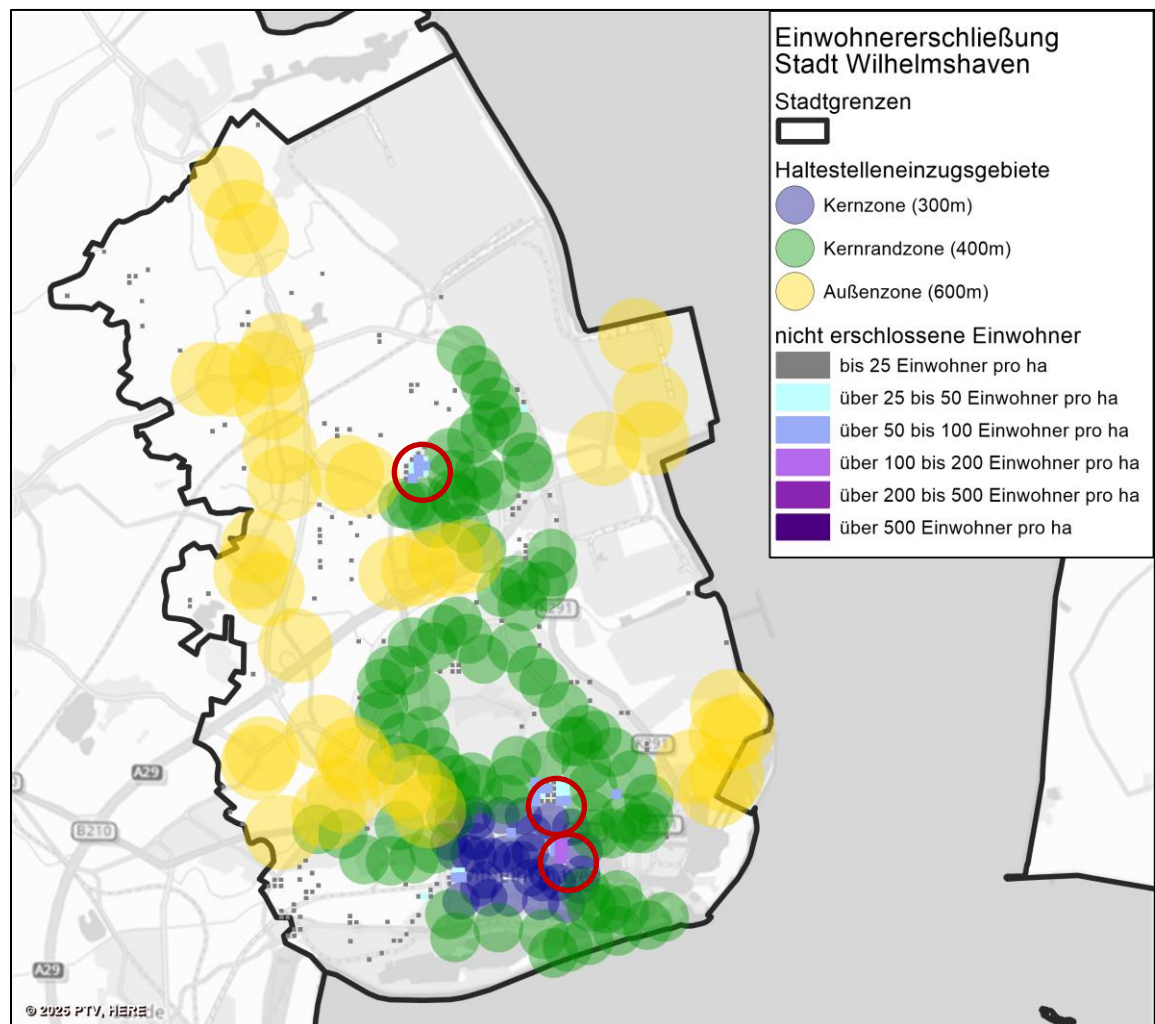 Einwohnererschließung
Stadt Wilhelmshaven
Stadtgrenzen
Haltestelleneinzugsgebiete
Kernzone (300m)
Kernrandzone (400m)
Außenzone (600m)
nicht erschlossene Einwohner
bis 25 Einwohner pro ha
über 25 bis 50 Einwohner pro ha
über 50 bis 100 Einwohner pro ha
über 100 bis 200 Einwohner pro ha
über 200 bis 500 Einwohner pro ha
über 500 Einwohner pro ha
K291
K291
A29
B210
A29
© 2025 PTV, HERE